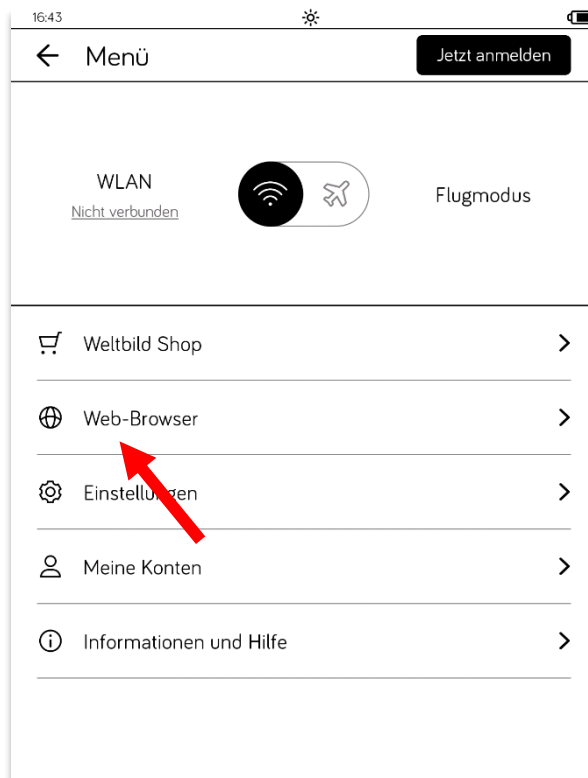 16:43
Menü
Jetzt anmelden
WLAN
Nicht verbunden
Flugmodus
Weltbild Shop
Web-Browser
Einstellungen
Meine Konten
Informationen und Hilfe